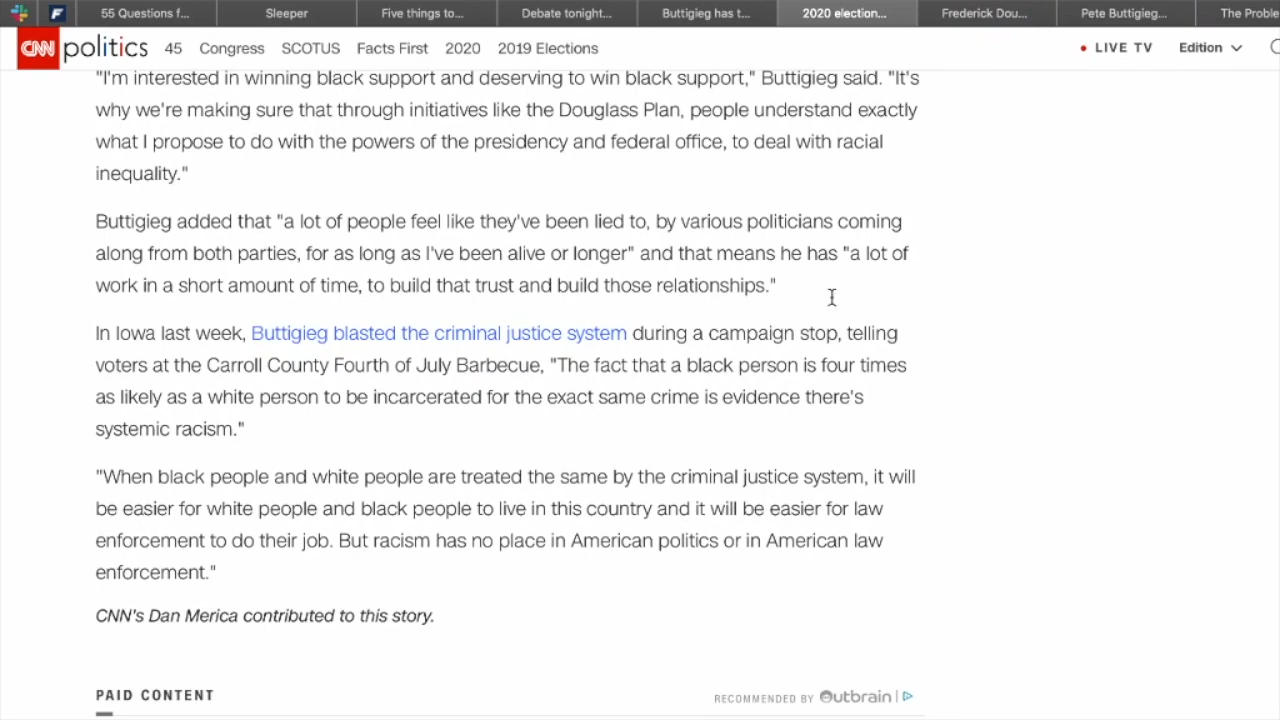 55 Questions f... Sleeper Five things to... Debate tonight... Buttigieg has t... 2020 election... Frederick Dou... Pete Buttigieg... The Proble
CNN politics 45 Congress SCOTUS Facts First 2020 2019 Elections LIVE TV Edition
"I'm interested in winning black support and deserving to win black support," Buttigieg said. "It's
why we're making sure that through initiatives like the Douglass Plan, people understand exactly
what I propose to do with the powers of the presidency and federal office, to deal with racial
inequality."
Buttigieg added that "a lot of people feel like they've been lied to, by various politicians coming
along from both parties, for as long as I've been alive or longer" and that means he has "a lot of
work in a short amount of time, to build that trust and build those relationships."
In Iowa last week, Buttigieg blasted the criminal justice system during a campaign stop, telling
voters at the Carroll County Fourth of July Barbecue, "The fact that a black person is four times
as likely as a white person to be incarcerated for the exact same crime is evidence there's
systemic racism."
"When black people and white people are treated the same by the criminal justice system, it will
be easier for white people and black people to live in this country and it will be easier for law
enforcement to do their job. But racism has no place in American politics or in American law
enforcement."
CNN's Dan Merica contributed to this story.
PAID CONTENT RECOMMENDED BY Outbrain